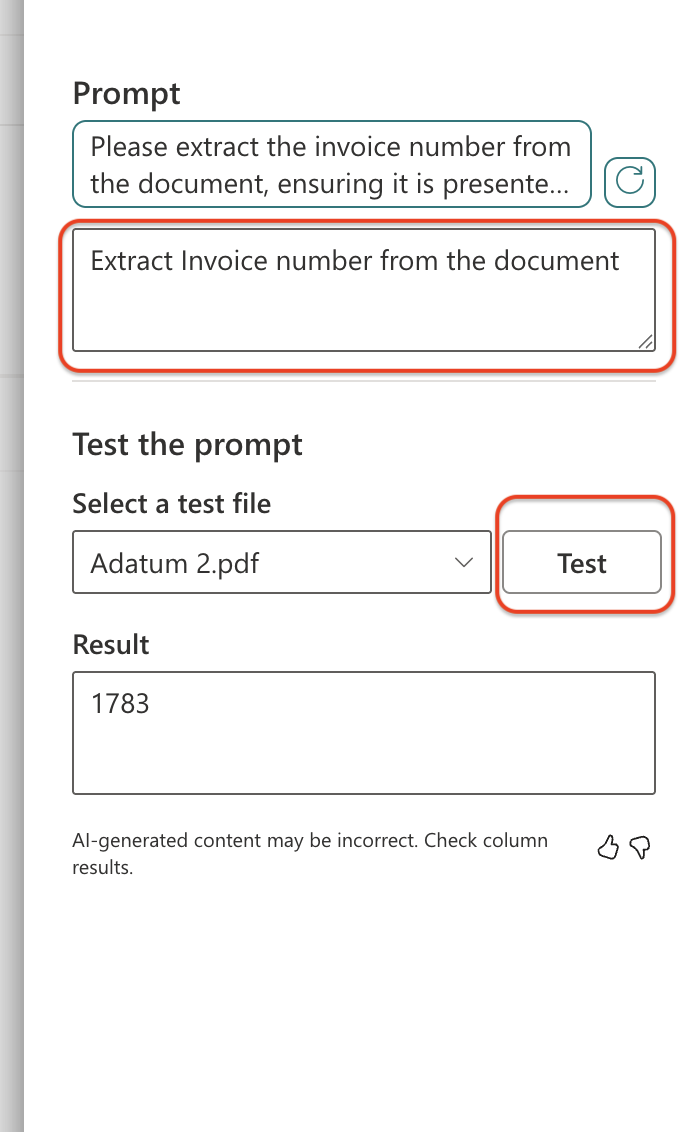 Prompt
Please extract the invoice number from
the document, ensuring it is presente...
Extract Invoice number from the document
Test the prompt
Select a test file
Adatum 2.pdf
Test
Result
1783
AI-generated content may be incorrect. Check column
results.